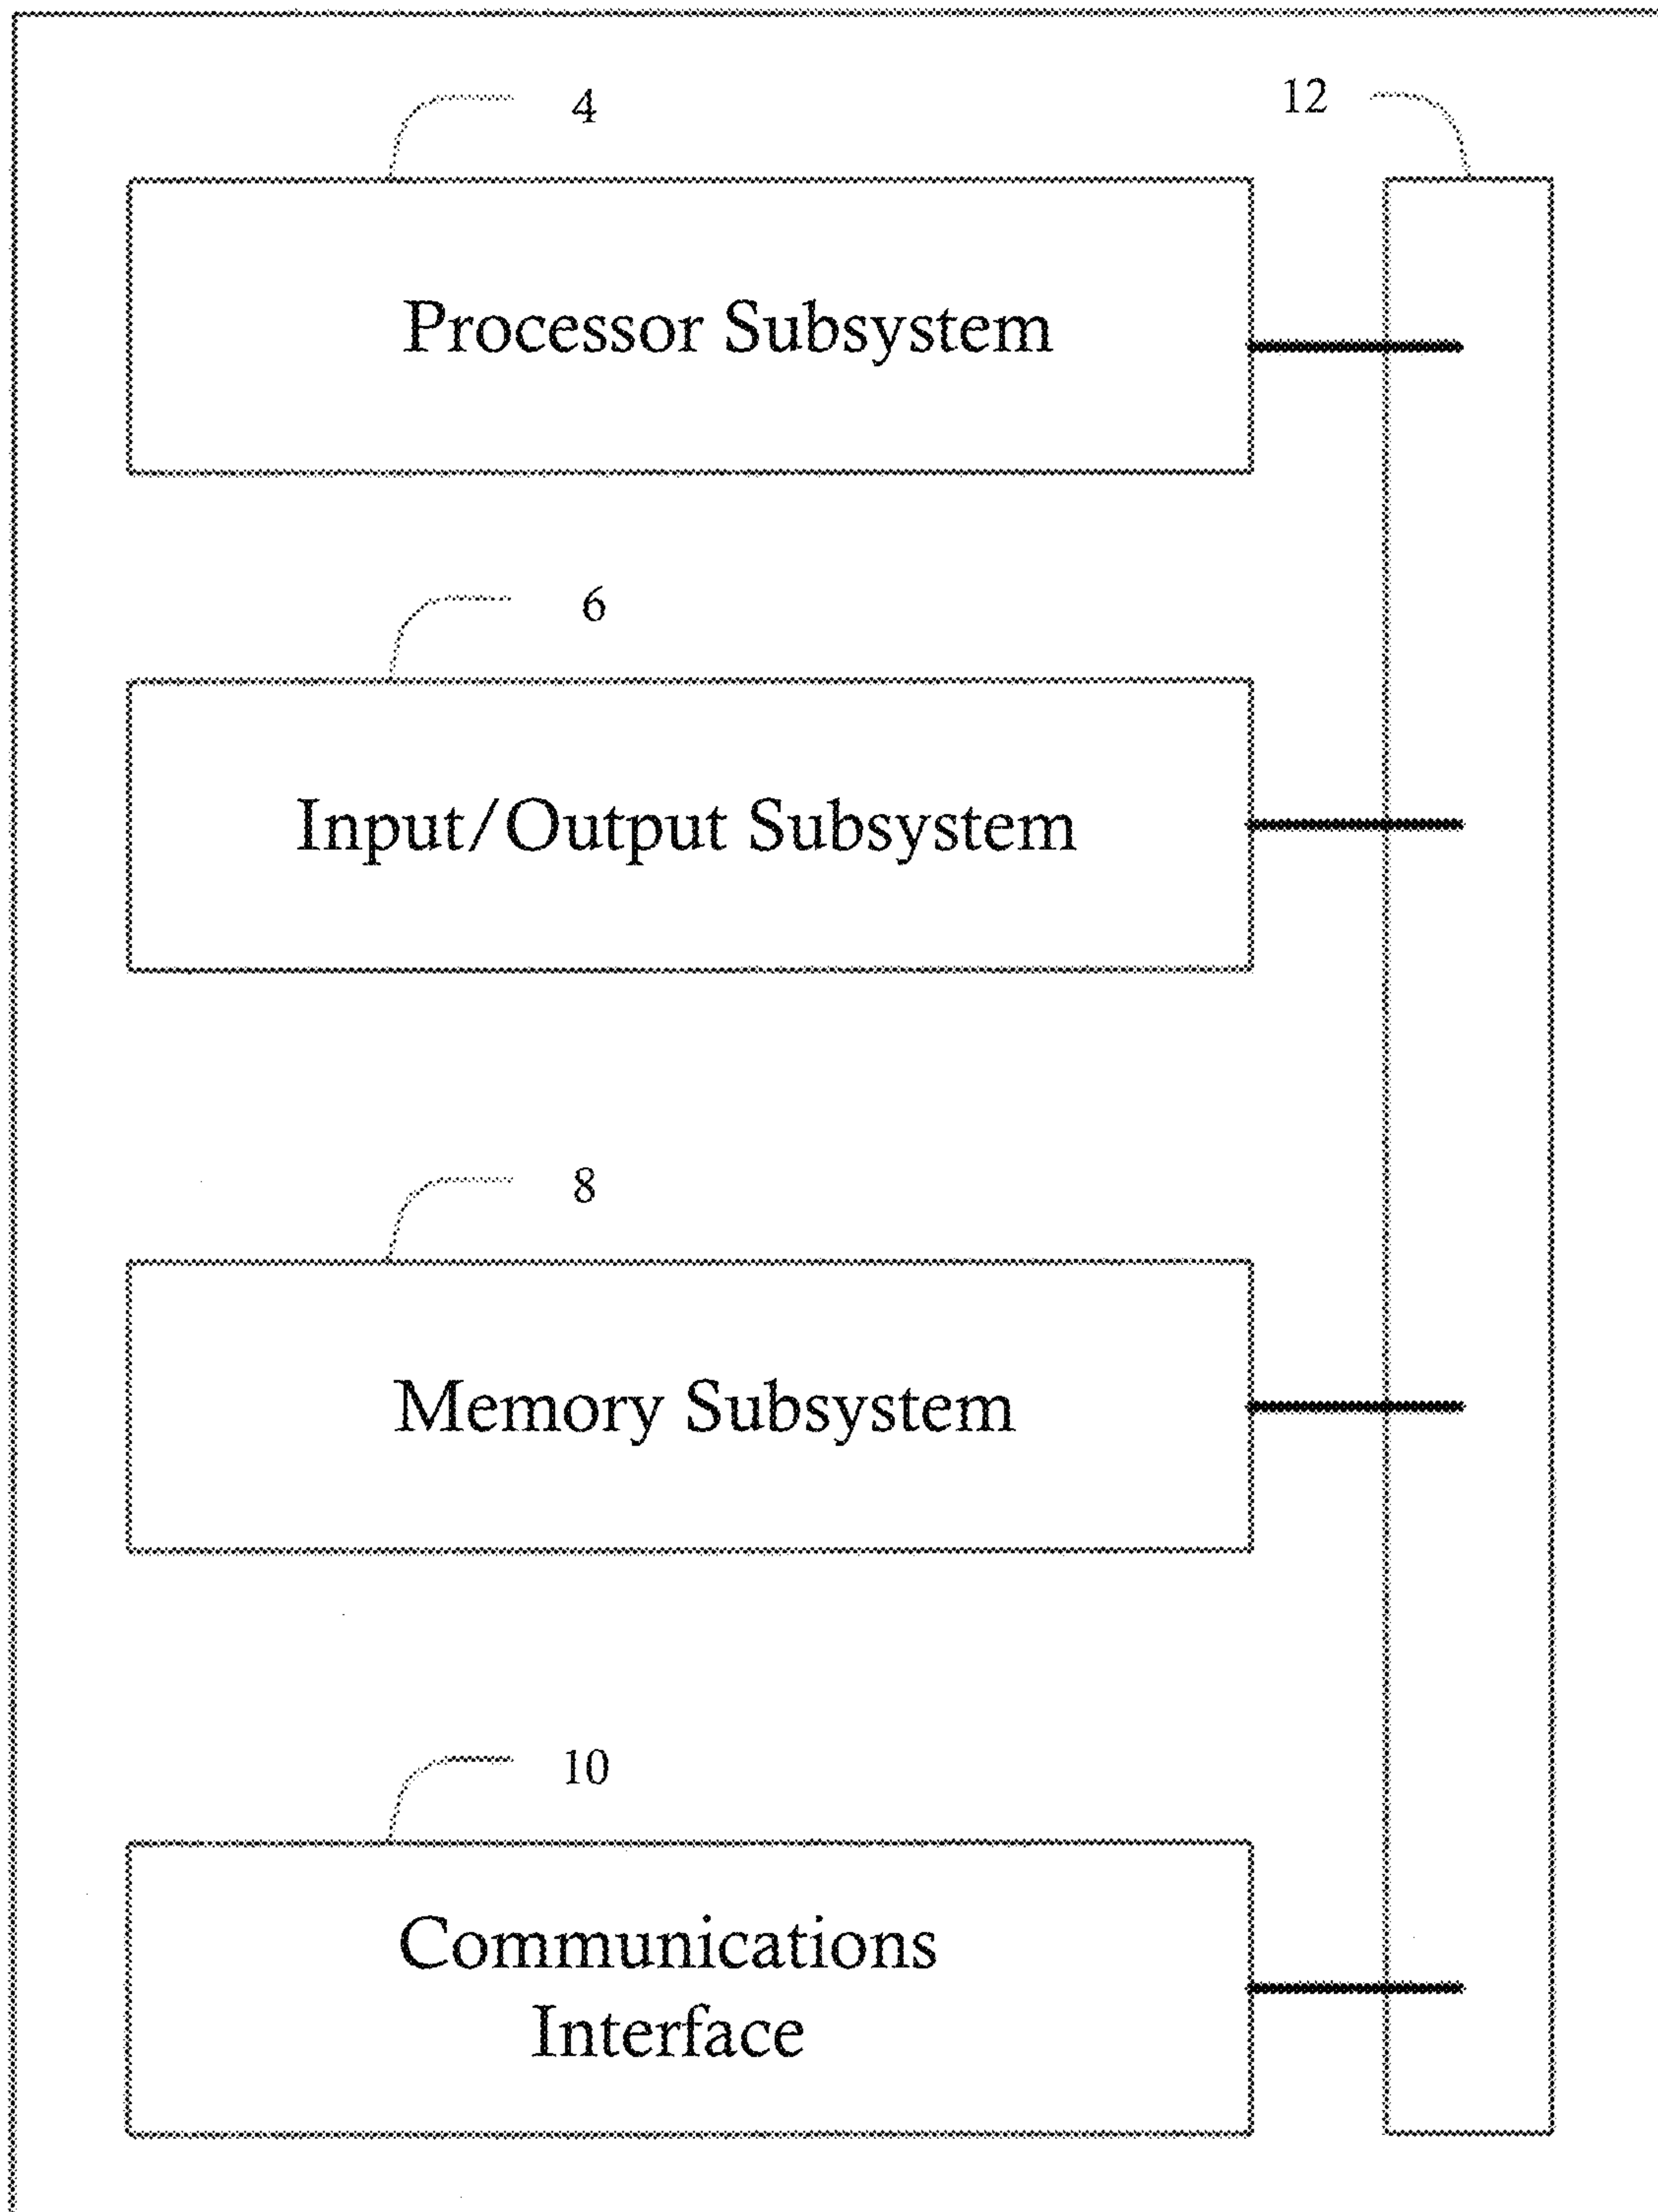 4
12
Processor Subsystem
6
Input/Output Subsystem
8
Memory Subsystem
10
Communications
Interface